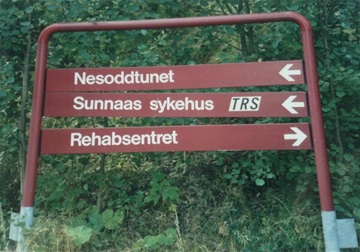 Nesoddtunet
Sunnaas sykehus TRS
Rehabsentret